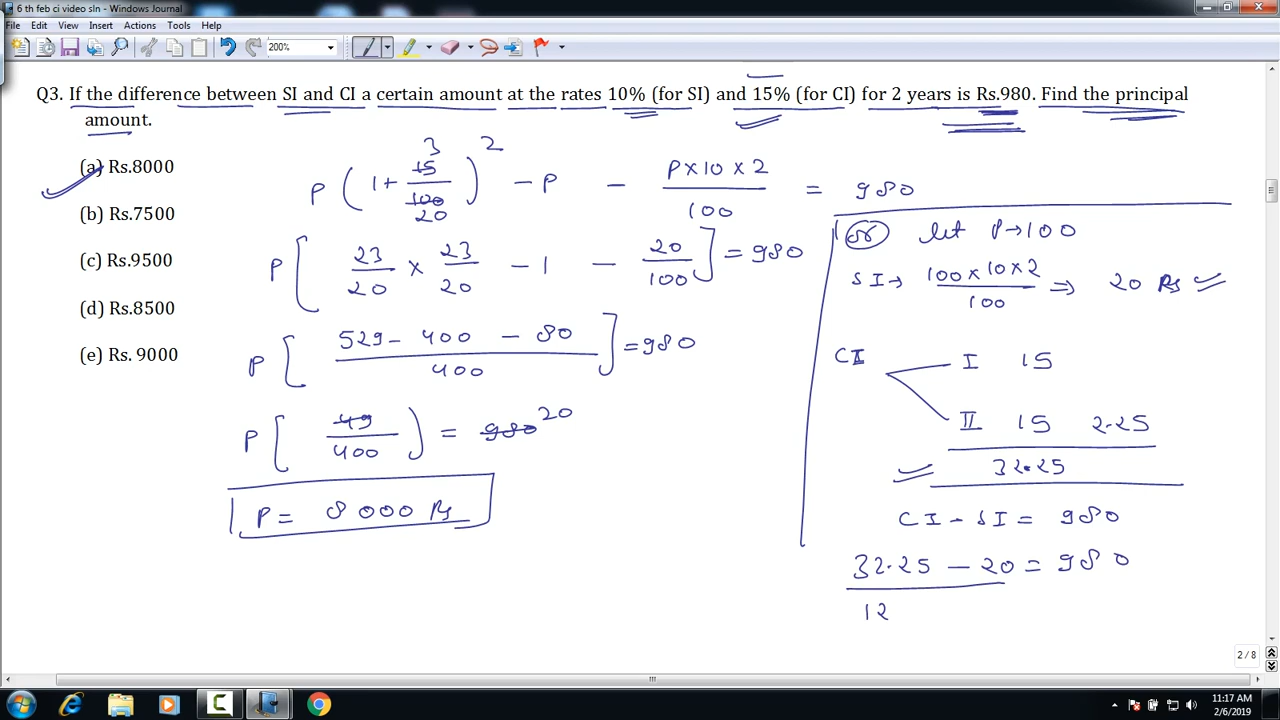 6 th feb ci video sln - Windows Journal
File Edit View Insert Actions Tools Help
200%
Q3. If the difference between SI and CI a certain amount at the rates 10% (for SI) and 15% (for CI) for 2 years is Rs.980. Find the principal
amount.
(a) Rs.8000
(b) Rs.7500
(c) Rs.9500
(d) Rs.8500
(e) Rs. 9000
3 2
P ( 1 + 15/100 ) - P - P×10×2/100 = 980
20
P [ 23/20 × 23/20 - 1 - 20/100 ] = 980
P [ 529 - 400 - 80 / 400 ] = 980
P [ 49/400 ] = 980 20
P = 8000 Rs
OR let P→100
SI→ 100×10×2/100 ⇒ 20 Rs
CI I 15
II 15 2.25
32.25
CI - SI = 980
32.25 - 20 = 980
12
2 / 8
11:17 AM
2/6/2019